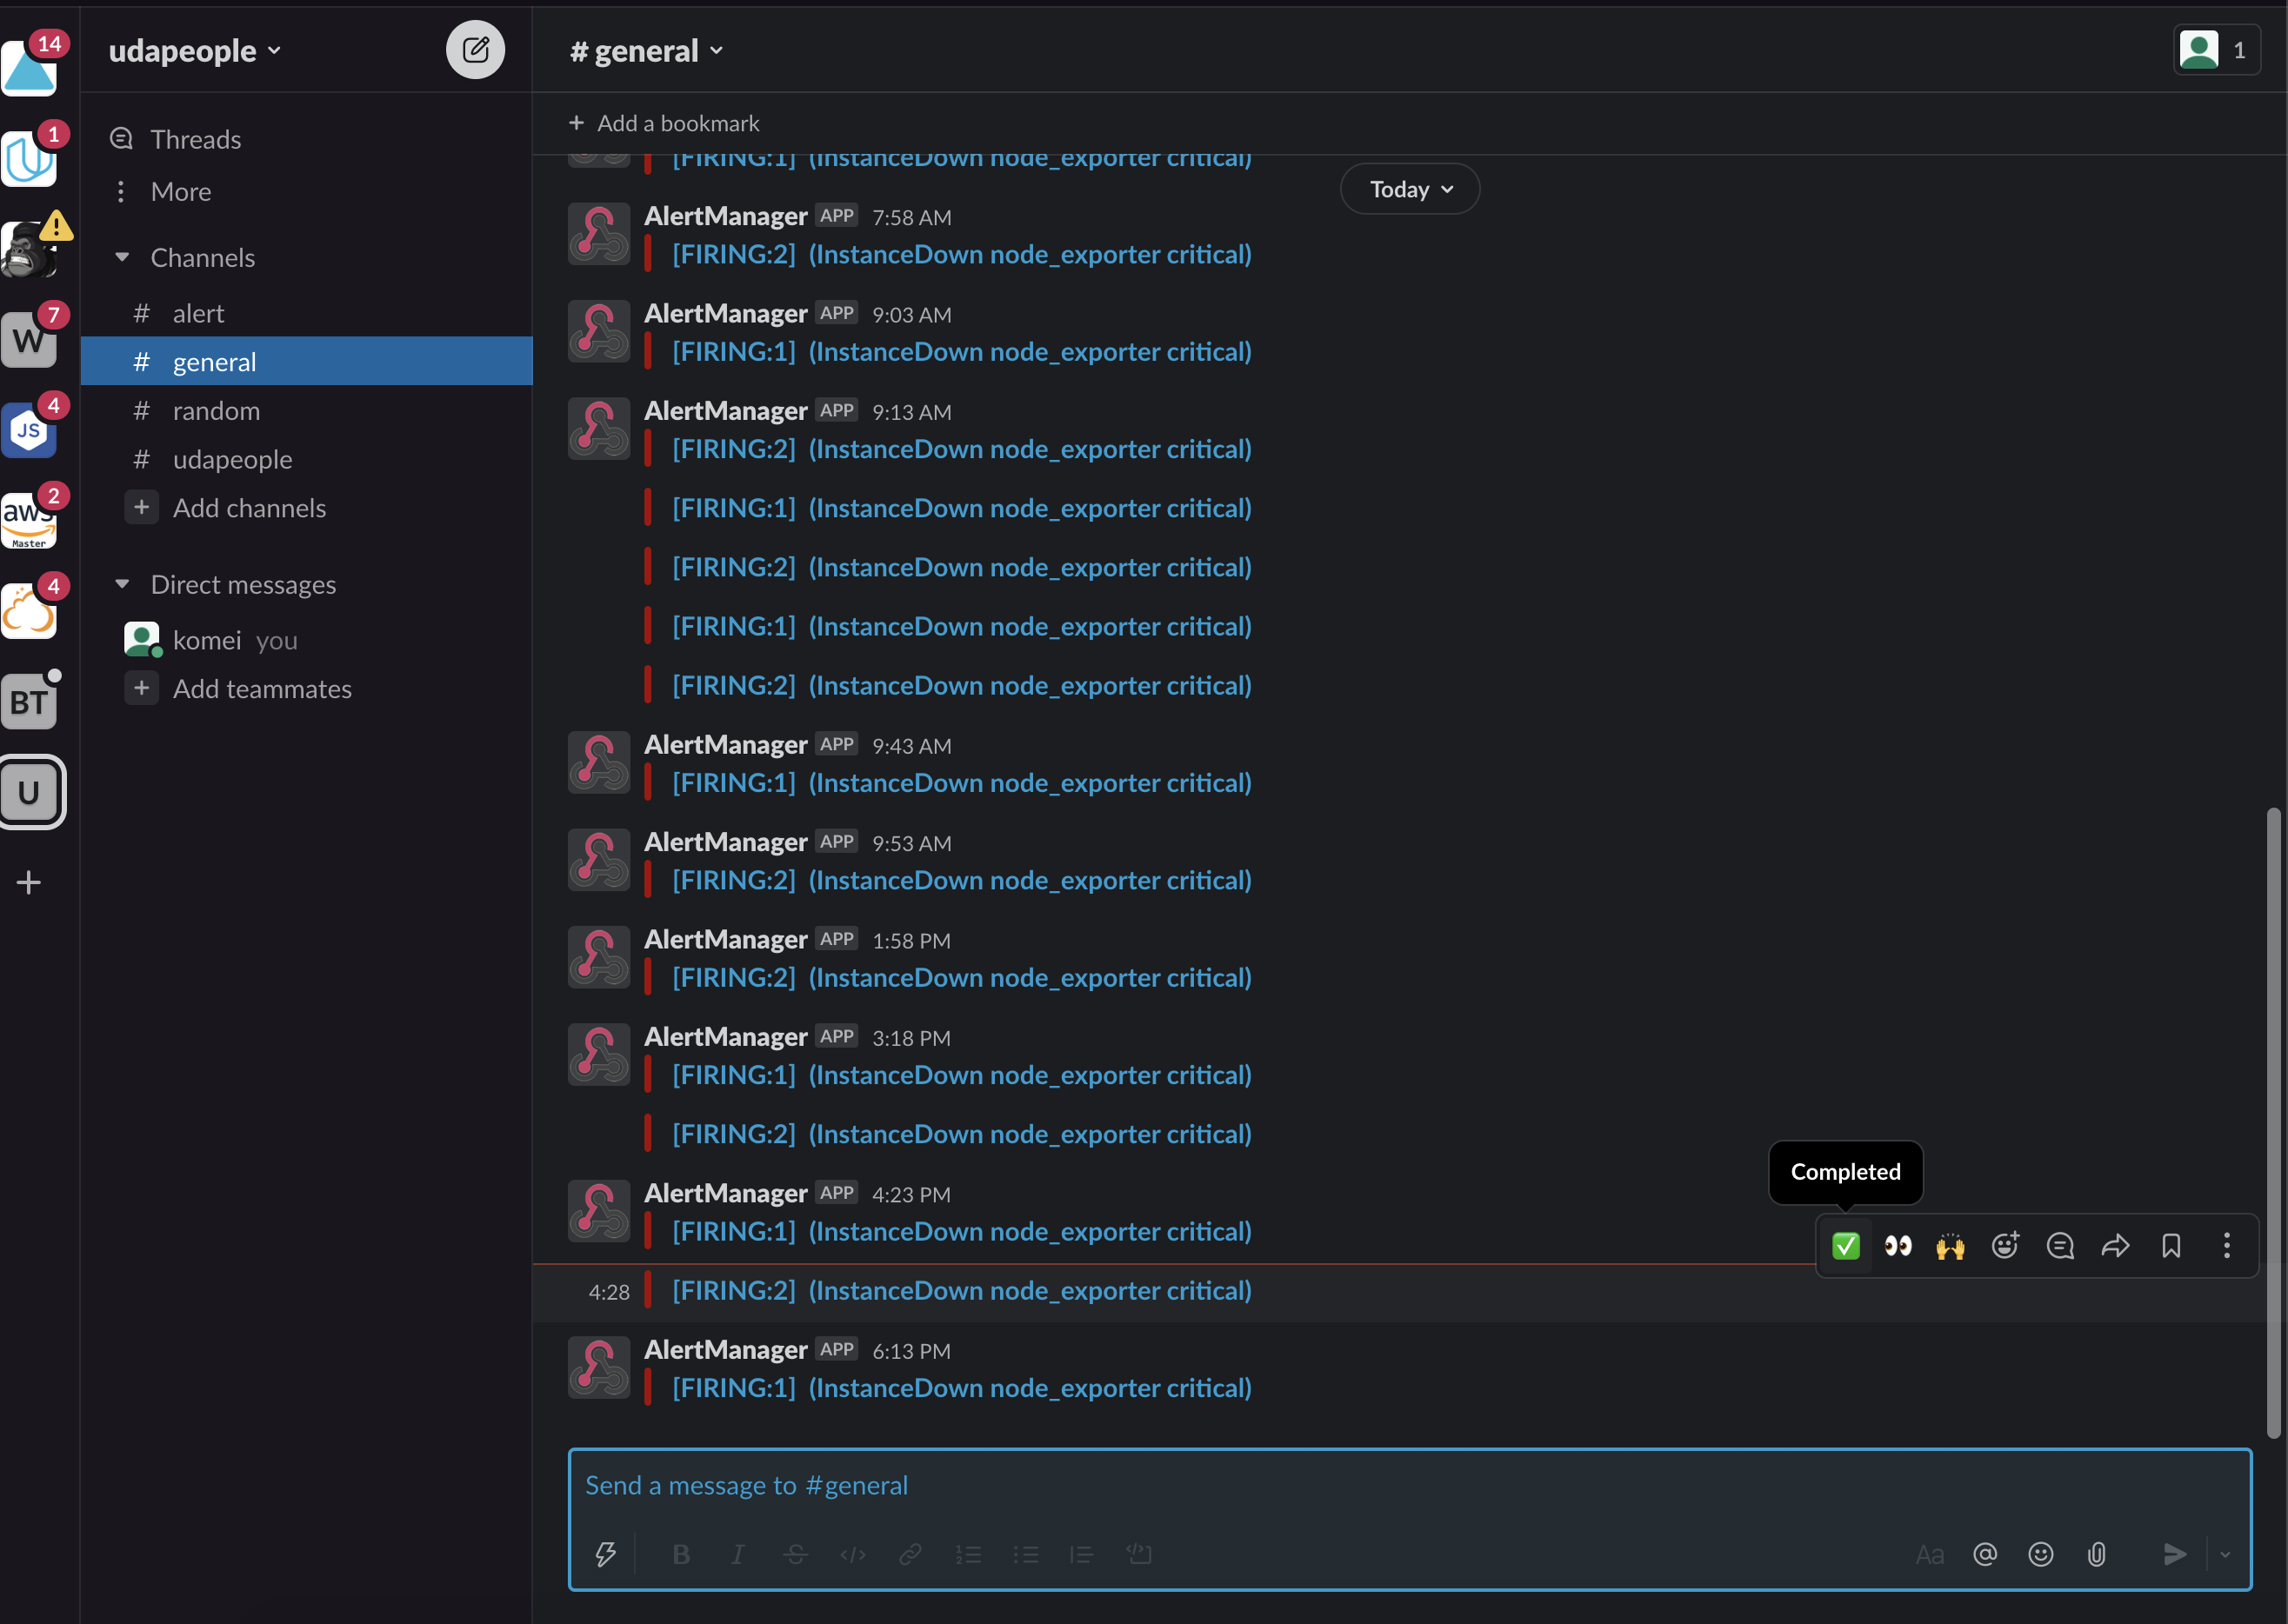 14
1
7
W
4
JS
2
aws
Master
4
BT
U
udapeople
Threads
More
Channels
# alert
# general
# random
# udapeople
+ Add channels
Direct messages
komei you
+ Add teammates
# general
1
+ Add a bookmark
[FIRING:1] (InstanceDown node_exporter critical)
Today
AlertManager APP 7:58 AM
[FIRING:2] (InstanceDown node_exporter critical)
AlertManager APP 9:03 AM
[FIRING:1] (InstanceDown node_exporter critical)
AlertManager APP 9:13 AM
[FIRING:2] (InstanceDown node_exporter critical)
[FIRING:1] (InstanceDown node_exporter critical)
[FIRING:2] (InstanceDown node_exporter critical)
[FIRING:1] (InstanceDown node_exporter critical)
[FIRING:2] (InstanceDown node_exporter critical)
AlertManager APP 9:43 AM
[FIRING:1] (InstanceDown node_exporter critical)
AlertManager APP 9:53 AM
[FIRING:2] (InstanceDown node_exporter critical)
AlertManager APP 1:58 PM
[FIRING:2] (InstanceDown node_exporter critical)
AlertManager APP 3:18 PM
[FIRING:1] (InstanceDown node_exporter critical)
[FIRING:2] (InstanceDown node_exporter critical)
Completed
AlertManager APP 4:23 PM
[FIRING:1] (InstanceDown node_exporter critical)
4:28 [FIRING:2] (InstanceDown node_exporter critical)
AlertManager APP 6:13 PM
[FIRING:1] (InstanceDown node_exporter critical)
Send a message to #general
B I S </> Aa @